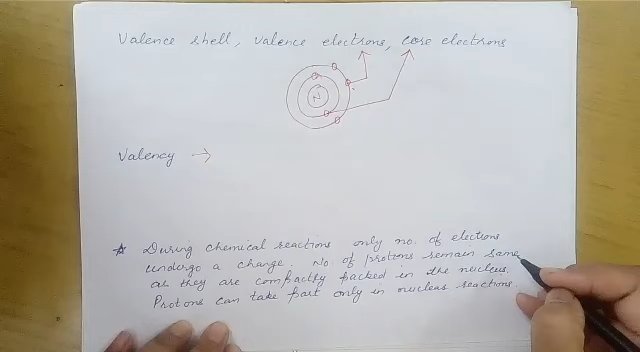 Valence shell, valence electrons, core electrons
N
Valency →
* During chemical reactions only no. of electrons
undergo a change. No of protons remain same
as they are compactly packed in the nucleus.
Protons can take part only in nuclear reactions.